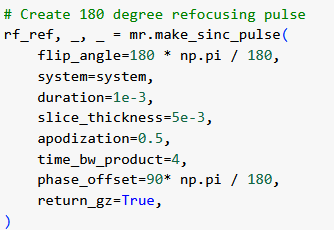 # Create 180 degree refocusing pulse
rf_ref, _, _ = mr.make_sinc_pulse(
    flip_angle=180 * np.pi / 180,
    system=system,
    duration=1e-3,
    slice_thickness=5e-3,
    apodization=0.5,
    time_bw_product=4,
    phase_offset=90* np.pi / 180,
    return_gz=True,
)